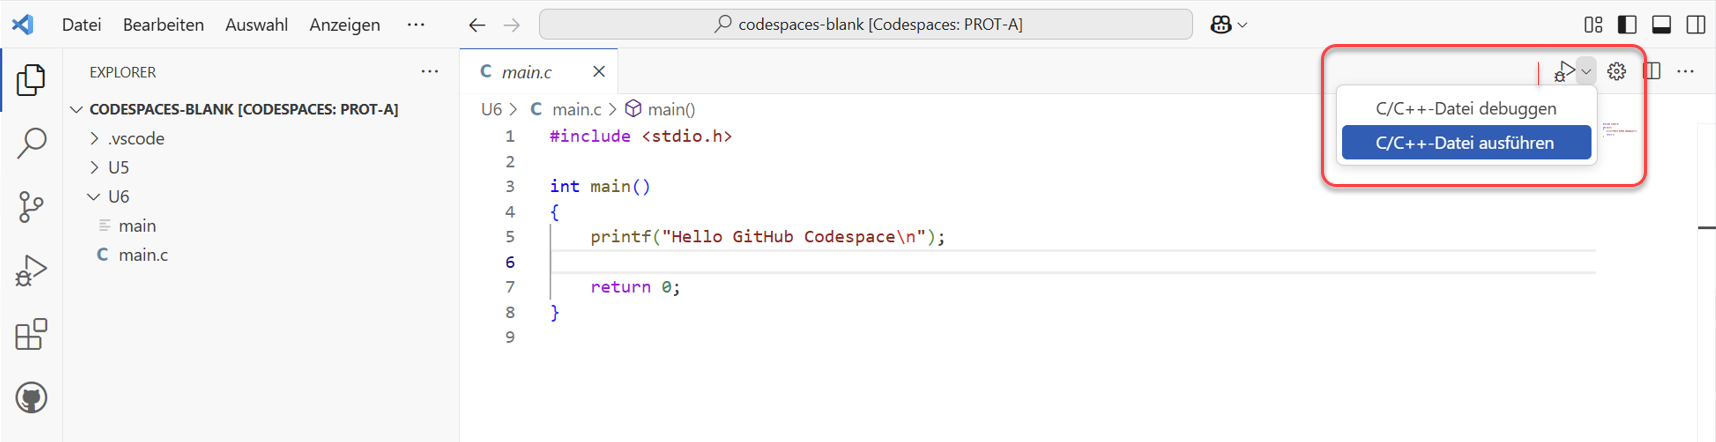 Datei Bearbeiten Auswahl Anzeigen ··· codespaces-blank [Codespaces: PROT-A]
EXPLORER ···
CODESPACES-BLANK [CODESPACES: PROT-A]
.vscode
U5
U6
main
C main.c
C main.c
U6 > C main.c > main()
1 #include <stdio.h>
2
3 int main()
4 {
5 printf("Hello GitHub Codespace\n");
6
7 return 0;
8 }
9
C/C++-Datei debuggen
C/C++-Datei ausführen